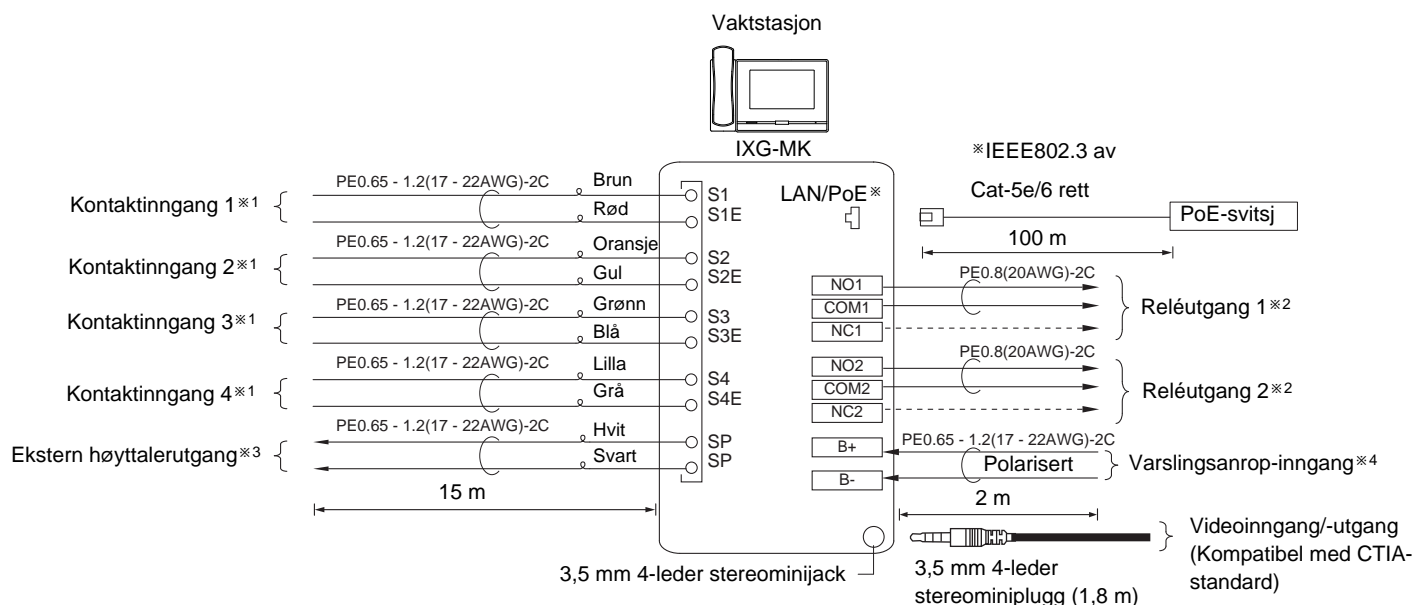 Vaktstasjon
IXG-MK
※IEEE802.3 av
LAN/PoE※
Cat-5e/6 rett
PoE-svitsj
100 m
Kontaktinngang 1※1
PE0.65 - 1.2(17 - 22AWG)-2C
Brun
S1
Rød
S1E
Kontaktinngang 2※1
PE0.65 - 1.2(17 - 22AWG)-2C
Oransje
S2
Gul
S2E
Kontaktinngang 3※1
PE0.65 - 1.2(17 - 22AWG)-2C
Grønn
S3
Blå
S3E
Kontaktinngang 4※1
PE0.65 - 1.2(17 - 22AWG)-2C
Lilla
S4
Grå
S4E
Ekstern høyttalerutgang※3
PE0.65 - 1.2(17 - 22AWG)-2C
Hvit
SP
Svart
SP
15 m
NO1
COM1
NC1
PE0.8(20AWG)-2C
Reléutgang 1※2
NO2
COM2
NC2
PE0.8(20AWG)-2C
Reléutgang 2※2
B+
B-
PE0.65 - 1.2(17 - 22AWG)-2C
Polarisert
Varslingsanrop-inngang※4
2 m
3,5 mm 4-leder stereominijack
3,5 mm 4-leder
stereominiplugg (1,8 m)
Videoinngang/-utgang
(Kompatibel med CTIA-
standard)